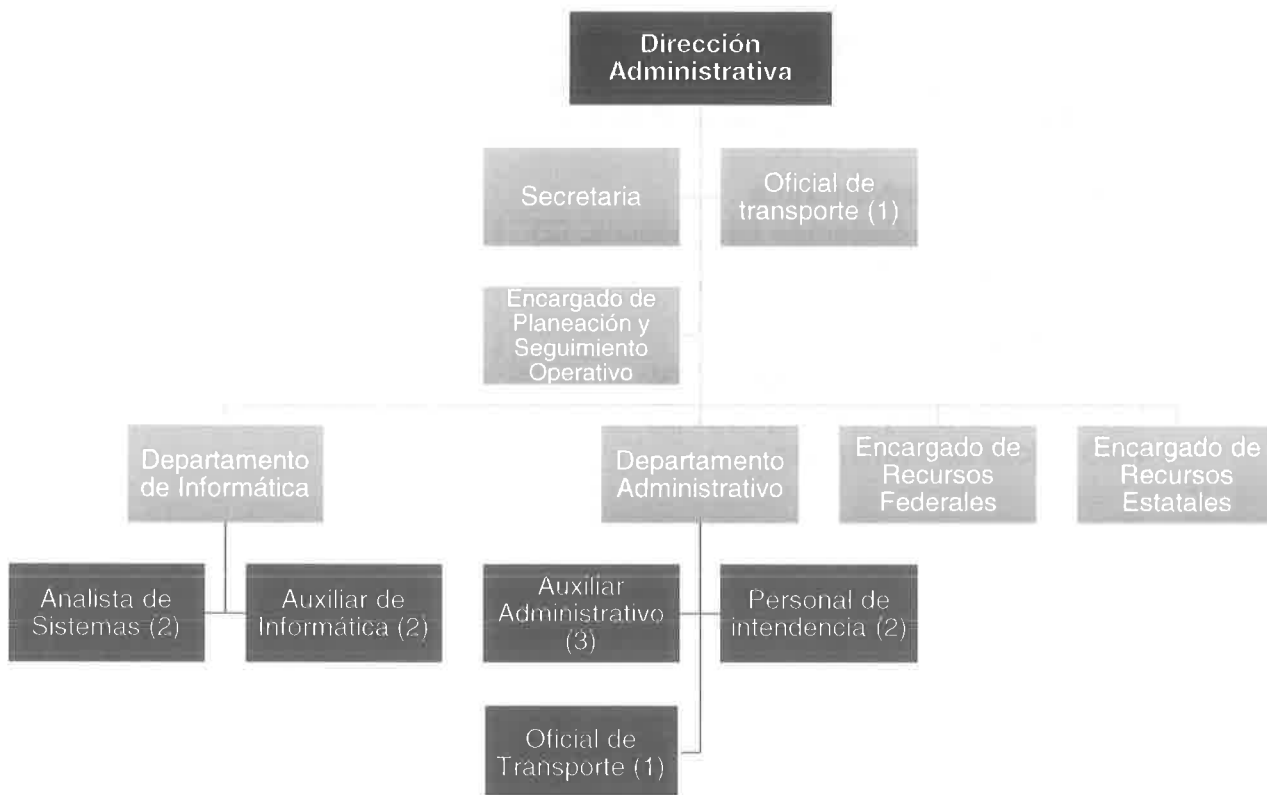 Dirección
Administrativa
Secretaria
Oficial de
transporte (1)
Encargado de
Planeación y
Seguimiento
Operativo
Departamento
de Informática
Departamento
Administrativo
Encargado de
Recursos
Federales
Encargado de
Recursos
Estatales
Analista de
Sistemas (2)
Auxiliar de
Informática (2)
Auxiliar
Administrativo
(3)
Personal de
intendencia (2)
Oficial de
Transporte (1)